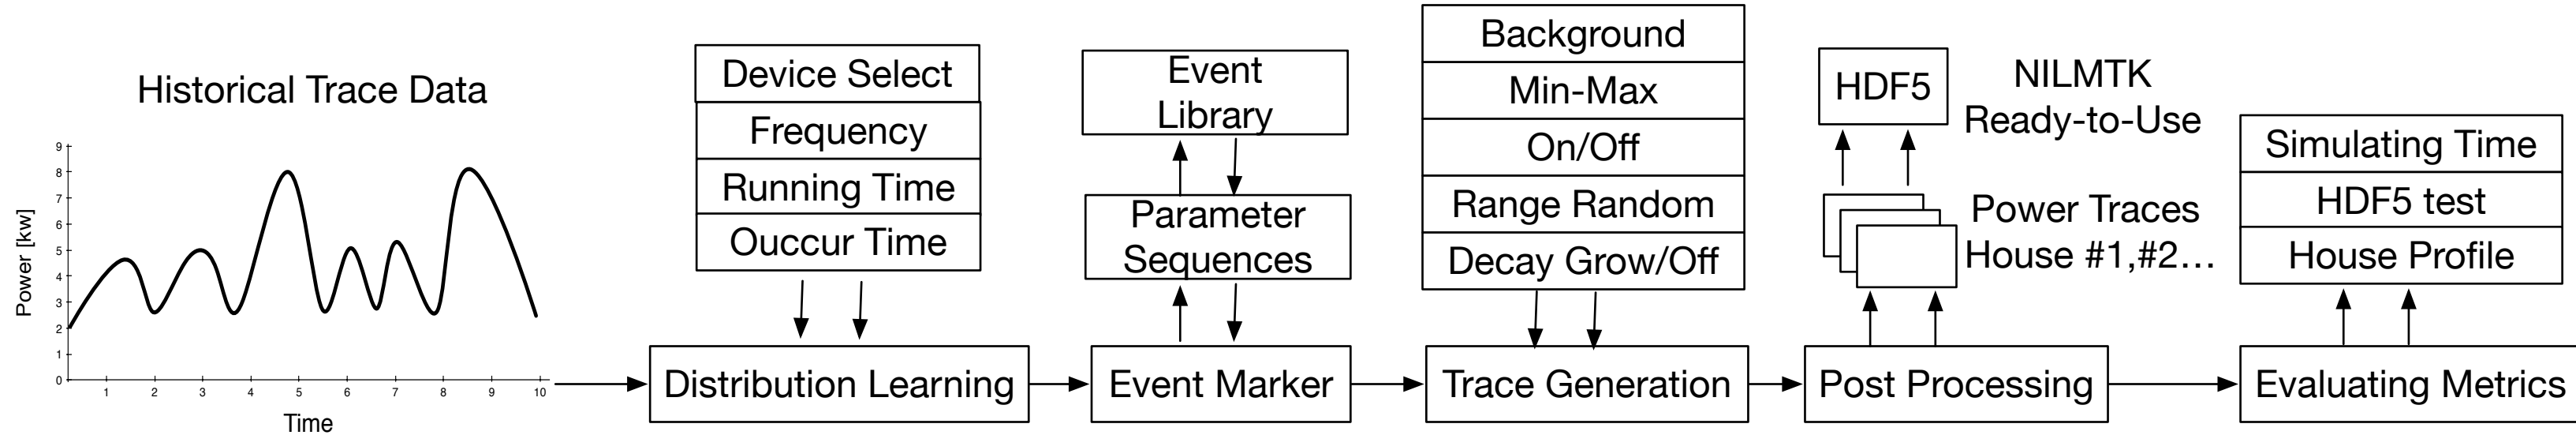 Historical Trace Data
9
8
7
6
5
4
3
2
1
0
Power [kw]
1 2 3 4 5 6 7 8 9 10
Time
Device Select
Frequency
Running Time
Ouccur Time
Distribution Learning
Event
Library
Parameter
Sequences
Event Marker
Background
Min-Max
On/Off
Range Random
Decay Grow/Off
Trace Generation
HDF5
NILMTK
Ready-to-Use
Power Traces
House #1,#2...
Post Processing
Simulating Time
HDF5 test
House Profile
Evaluating Metrics